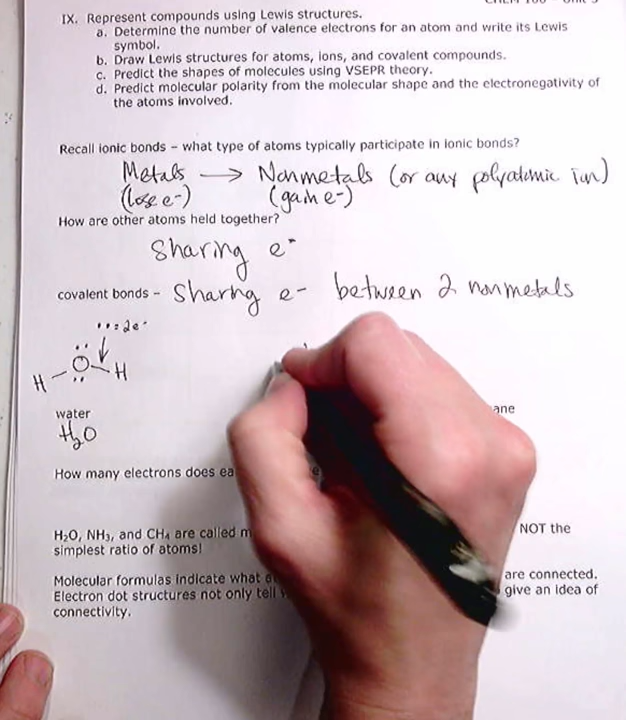 IX. Represent compounds using Lewis structures.
a. Determine the number of valence electrons for an atom and write its Lewis
symbol.
b. Draw Lewis structures for atoms, ions, and covalent compounds.
c. Predict the shapes of molecules using VSEPR theory.
d. Predict molecular polarity from the molecular shape and the electronegativity of
the atoms involved.
Recall ionic bonds – what type of atoms typically participate in ionic bonds?
Metals → Nonmetals (or any polyatomic ion)
(lose e-) (gain e-)
How are other atoms held together?
Sharing e-
covalent bonds - Sharing e- between 2 nonmetals
••=2e-
H-O-H
water ane
H₂O
How many electrons does ea
H₂O, NH₃, and CH₄ are called m NOT the
simplest ratio of atoms!
Molecular formulas indicate what are connected.
Electron dot structures not only tell give an idea of
connectivity.